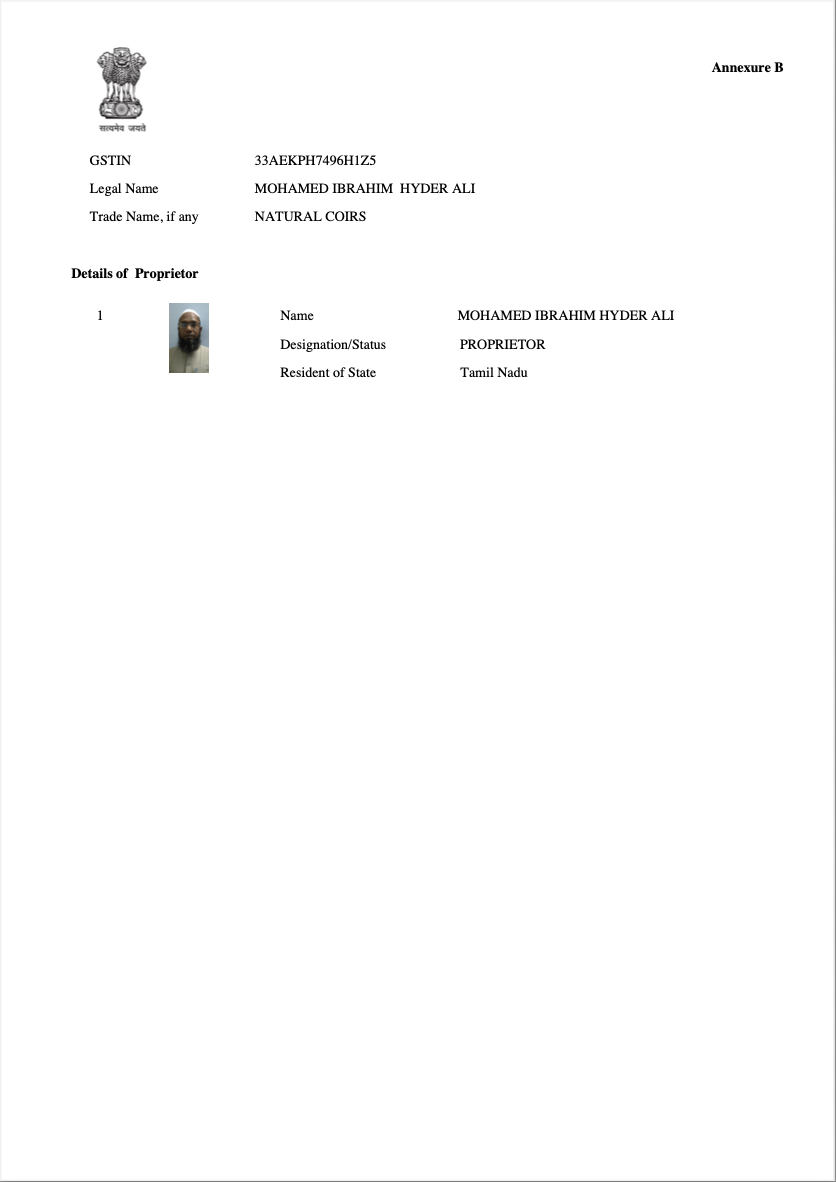 Annexure B
सत्यमेव जयते
GSTIN 33AEKPH7496H1Z5
Legal Name MOHAMED IBRAHIM HYDER ALI
Trade Name, if any NATURAL COIRS
Details of Proprietor
1 Name MOHAMED IBRAHIM HYDER ALI
Designation/Status PROPRIETOR
Resident of State Tamil Nadu